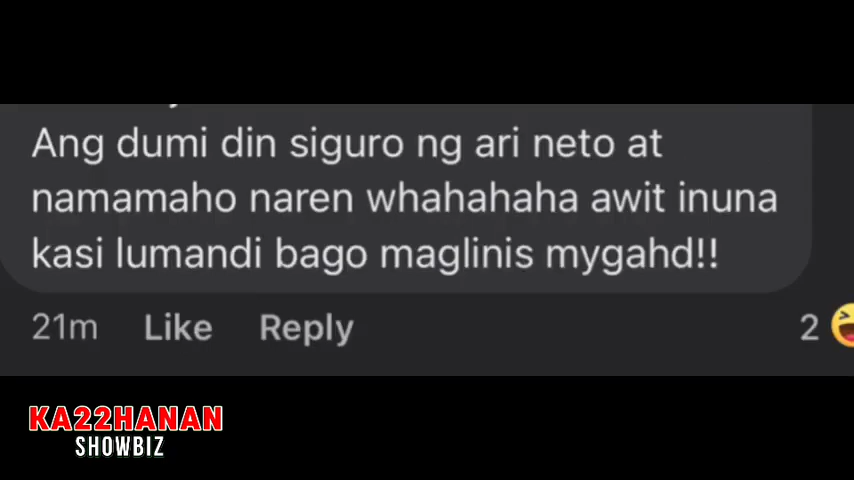 Ang dumi din siguro ng ari neto at
namamaho naren whahahaha awit inuna
kasi lumandi bago maglinis mygahd!!
21m Like Reply 2
KA22HANAN
SHOWBIZ